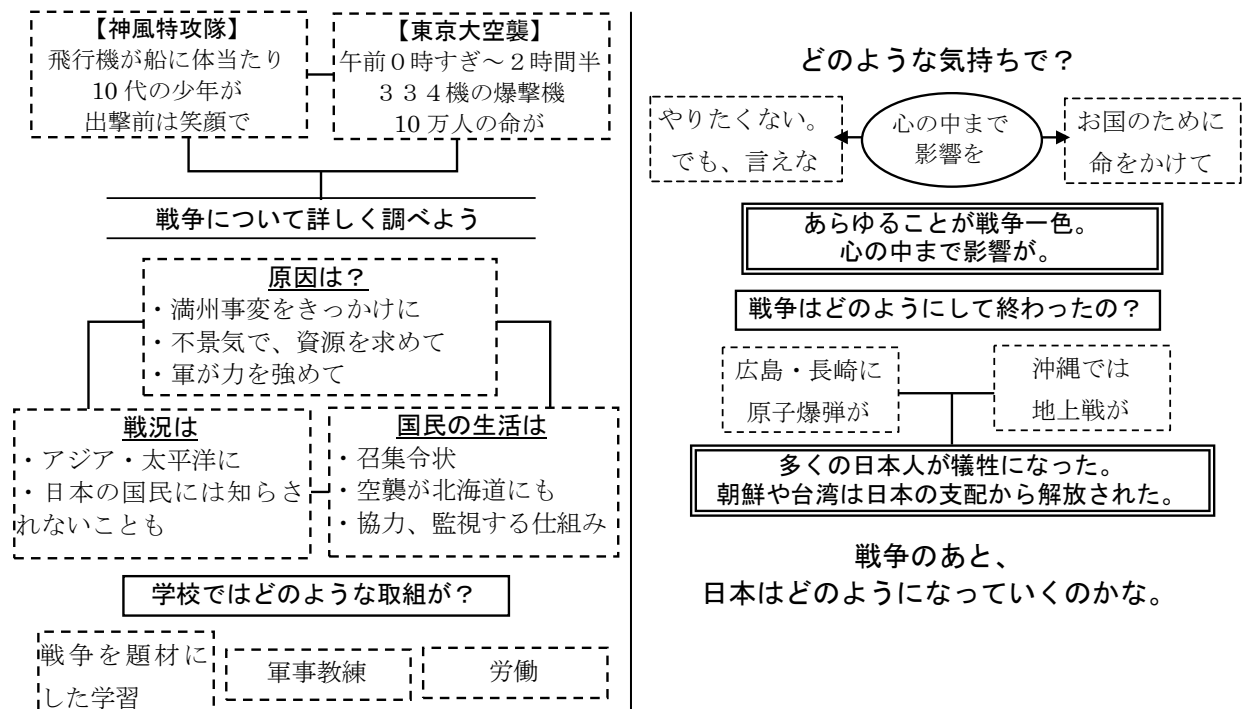 【神風特攻隊】
飛行機が船に体当たり
10代の少年が
出撃前は笑顔で
【東京大空襲】
午前０時すぎ～２時間半
３３４機の爆撃機
10万人の命が
戦争について詳しく調べよう
原因は？
・満州事変をきっかけに
・不景気で、資源を求めて
・軍が力を強めて
戦況は
・アジア・太平洋に
・日本の国民には知らさ
れないことも
国民の生活は
・召集令状
・空襲が北海道にも
・協力、監視する仕組み
学校ではどのような取組が？
戦争を題材に
した学習
軍事教練
労働
どのような気持ちで？
やりたくない。
でも、言えな
心の中まで
影響を
お国のために
命をかけて
あらゆることが戦争一色。
心の中まで影響が。
戦争はどのようにして終わったの？
広島・長崎に
原子爆弾が
沖縄では
地上戦が
多くの日本人が犠牲になった。
朝鮮や台湾は日本の支配から解放された。
戦争のあと、
日本はどのようになっていくのかな。